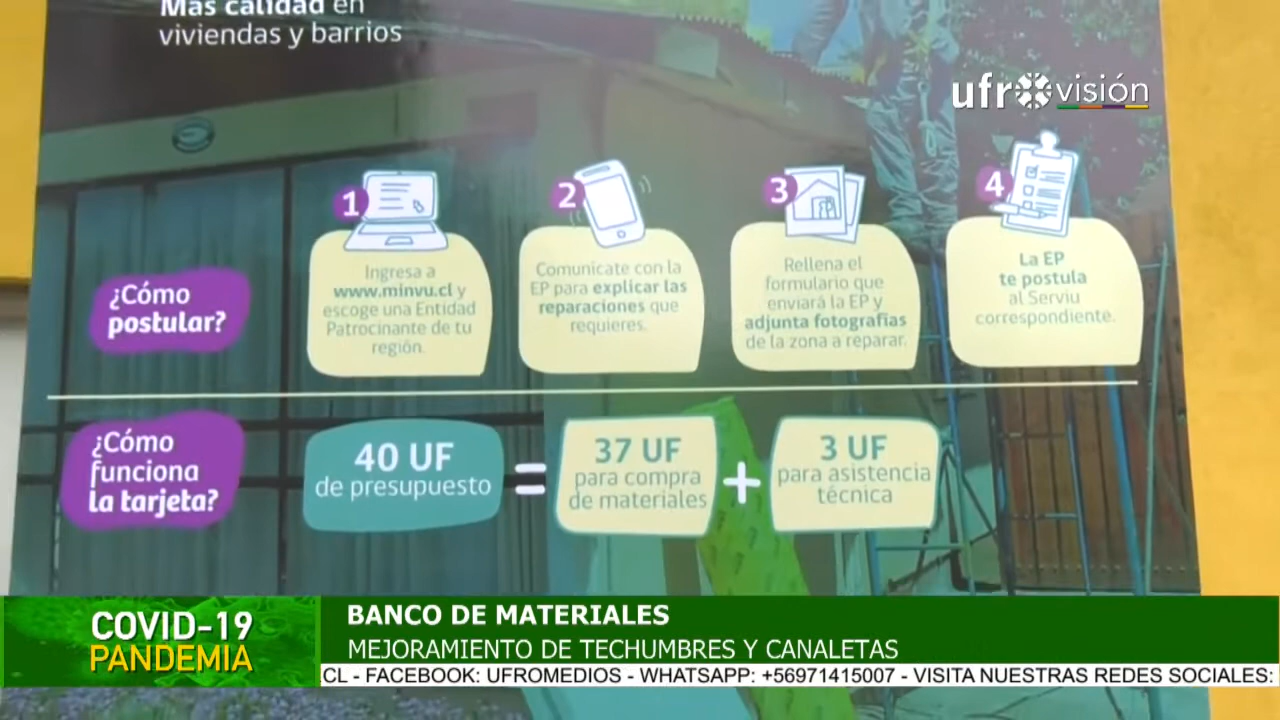 Más calidad en
viviendas y barrios
ufro visión
1
2
3
4
¿Cómo
postular?
Ingresa a
www.minvu.cl y
escoge una Entidad
Patrocinante de tu
región.
Comunícate con la
EP para explicar las
reparaciones que
requieres.
Rellena el
formulario que
enviará la EP y
adjunta fotografías
de la zona a reparar.
La EP
te postula
al Serviu
correspondiente.
¿Cómo
funciona
la tarjeta?
40 UF
de presupuesto
=
37 UF
para compra
de materiales
+
3 UF
para asistencia
técnica
COVID-19
PANDEMIA
BANCO DE MATERIALES
MEJORAMIENTO DE TECHUMBRES Y CANALETAS
CL - FACEBOOK: UFROMEDIOS - WHATSAPP: +56971415007 - VISITA NUESTRAS REDES SOCIALES: